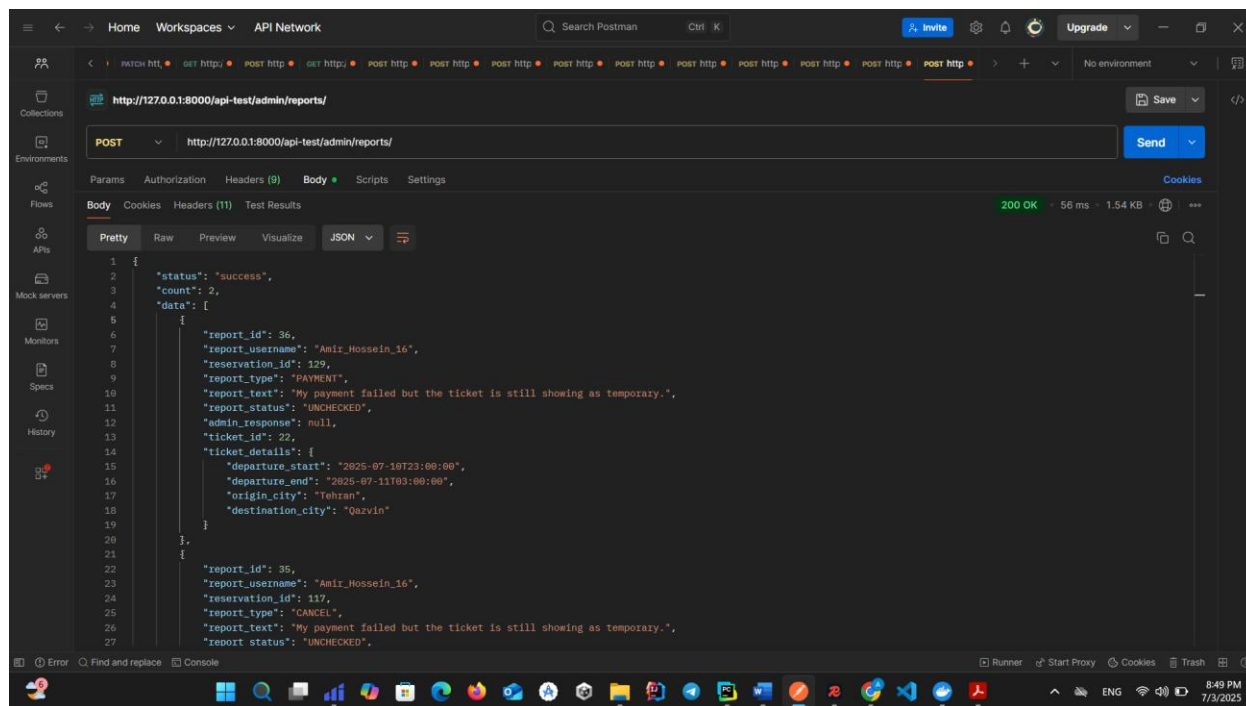 Home Workspaces API Network Search Postman Ctrl K Invite Upgrade
PATCH htt, GET http:/ POST http GET http:/ POST http POST http POST http POST http POST http POST http POST http POST http POST http POST http No environment
HTTP http://127.0.0.1:8000/api-test/admin/reports/ Save
Collections
POST http://127.0.0.1:8000/api-test/admin/reports/ Send
Environments
Params Authorization Headers (9) Body Scripts Settings Cookies
Flows
Body Cookies Headers (11) Test Results 200 OK 56 ms 1.54 KB
APIs
Pretty Raw Preview Visualize JSON
Mock servers
Monitors
Specs
History
1 {
2 "status": "success",
3 "count": 2,
4 "data": [
5 {
6 "report_id": 36,
7 "report_username": "Amir_Hossein_16",
8 "reservation_id": 129,
9 "report_type": "PAYMENT",
10 "report_text": "My payment failed but the ticket is still showing as temporary.",
11 "report_status": "UNCHECKED",
12 "admin_response": null,
13 "ticket_id": 22,
14 "ticket_details": {
15 "departure_start": "2025-07-10T23:00:00",
16 "departure_end": "2025-07-11T03:00:00",
17 "origin_city": "Tehran",
18 "destination_city": "Qazvin"
19 }
20 },
21 {
22 "report_id": 35,
23 "report_username": "Amir_Hossein_16",
24 "reservation_id": 117,
25 "report_type": "CANCEL",
26 "report_text": "My payment failed but the ticket is still showing as temporary.",
27 "report_status": "UNCHECKED",
Error Find and replace Console Runner Start Proxy Cookies Trash
6 ENG 8:49 PM
7/3/2025